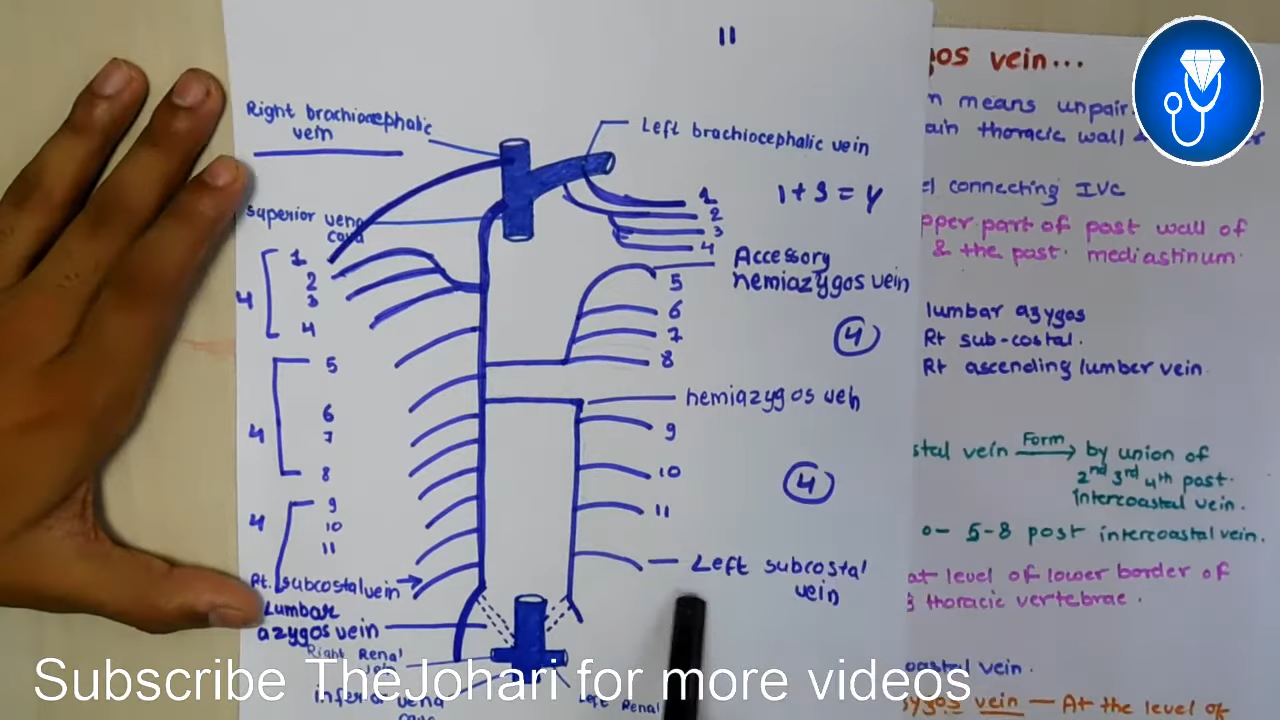 11
Right brachiocephalic
vein
Left brachiocephalic vein
1 + 3 = 4
superior vena
cava
1
2
3
4
4
5
6
7
8
4
9
10
11
4
Rt. subcostal vein
Lumbar
azygos vein
Right Renal
inferior vena
1
2
3
4
Accessory
hemiazygos vein
5
6
7
8
4
hemiazygos veih
9
10
11
4
Left subcostal
vein
Left Renal
vein...
means unpair.
thoracic wall
connecting IVC
part of post wall of
& the post. mediastinum.
lumbar azygos
Rt sub-costal.
Rt ascending lumber vein.
vein Form by union of
2nd 3rd 4th post.
intercoastal vein.
5-8 post intercoastal vein.
at level of lower border of
thoracic vertebrae.
vein.
vein — At the level of
Subscribe TheJohari for more videos